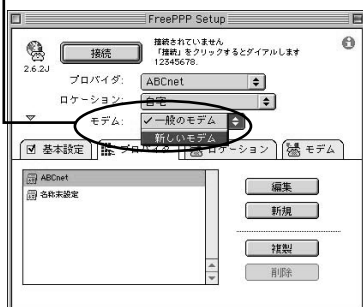 FreePPP Setup
接続
接続されていません
「接続」をクリックするとダイアルします
12345678.
2.6.2J
プロバイダ: ABCnet
ロケーション: 自宅
モデム: ✓一般のモデム
新しいモデム
基本設定 プロバイダ ロケーション モデム
ABCnet
名称未設定
編集
新規
複製
削除